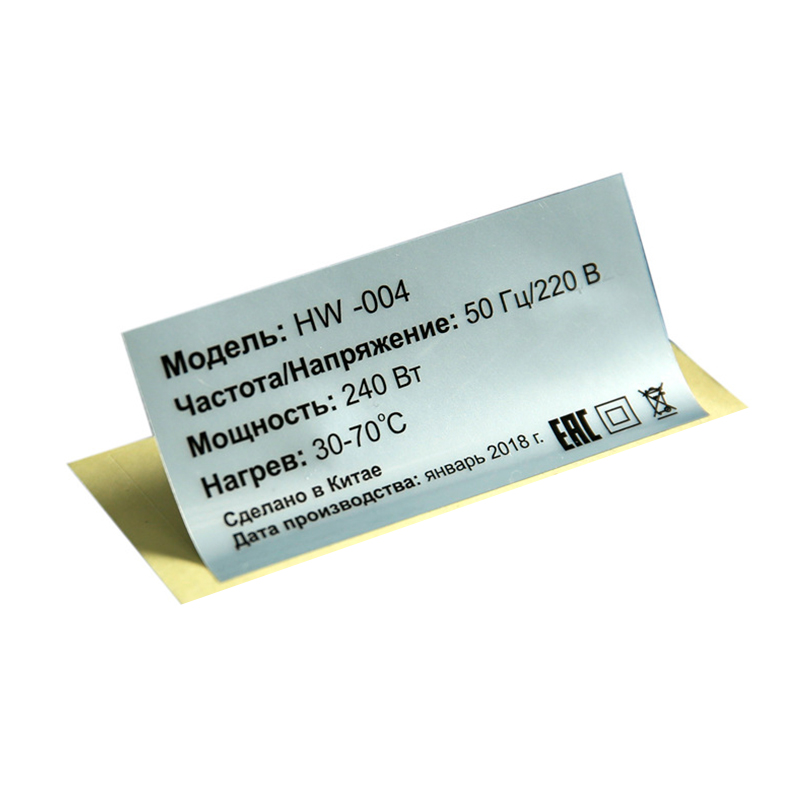 Модель: HW -004
Частота/Напряжение: 50 Гц/220 В
Мощность: 240 Вт
Нагрев: 30-70°С
Сделано в Китае
Дата производства: январь 2018 г.
EAC